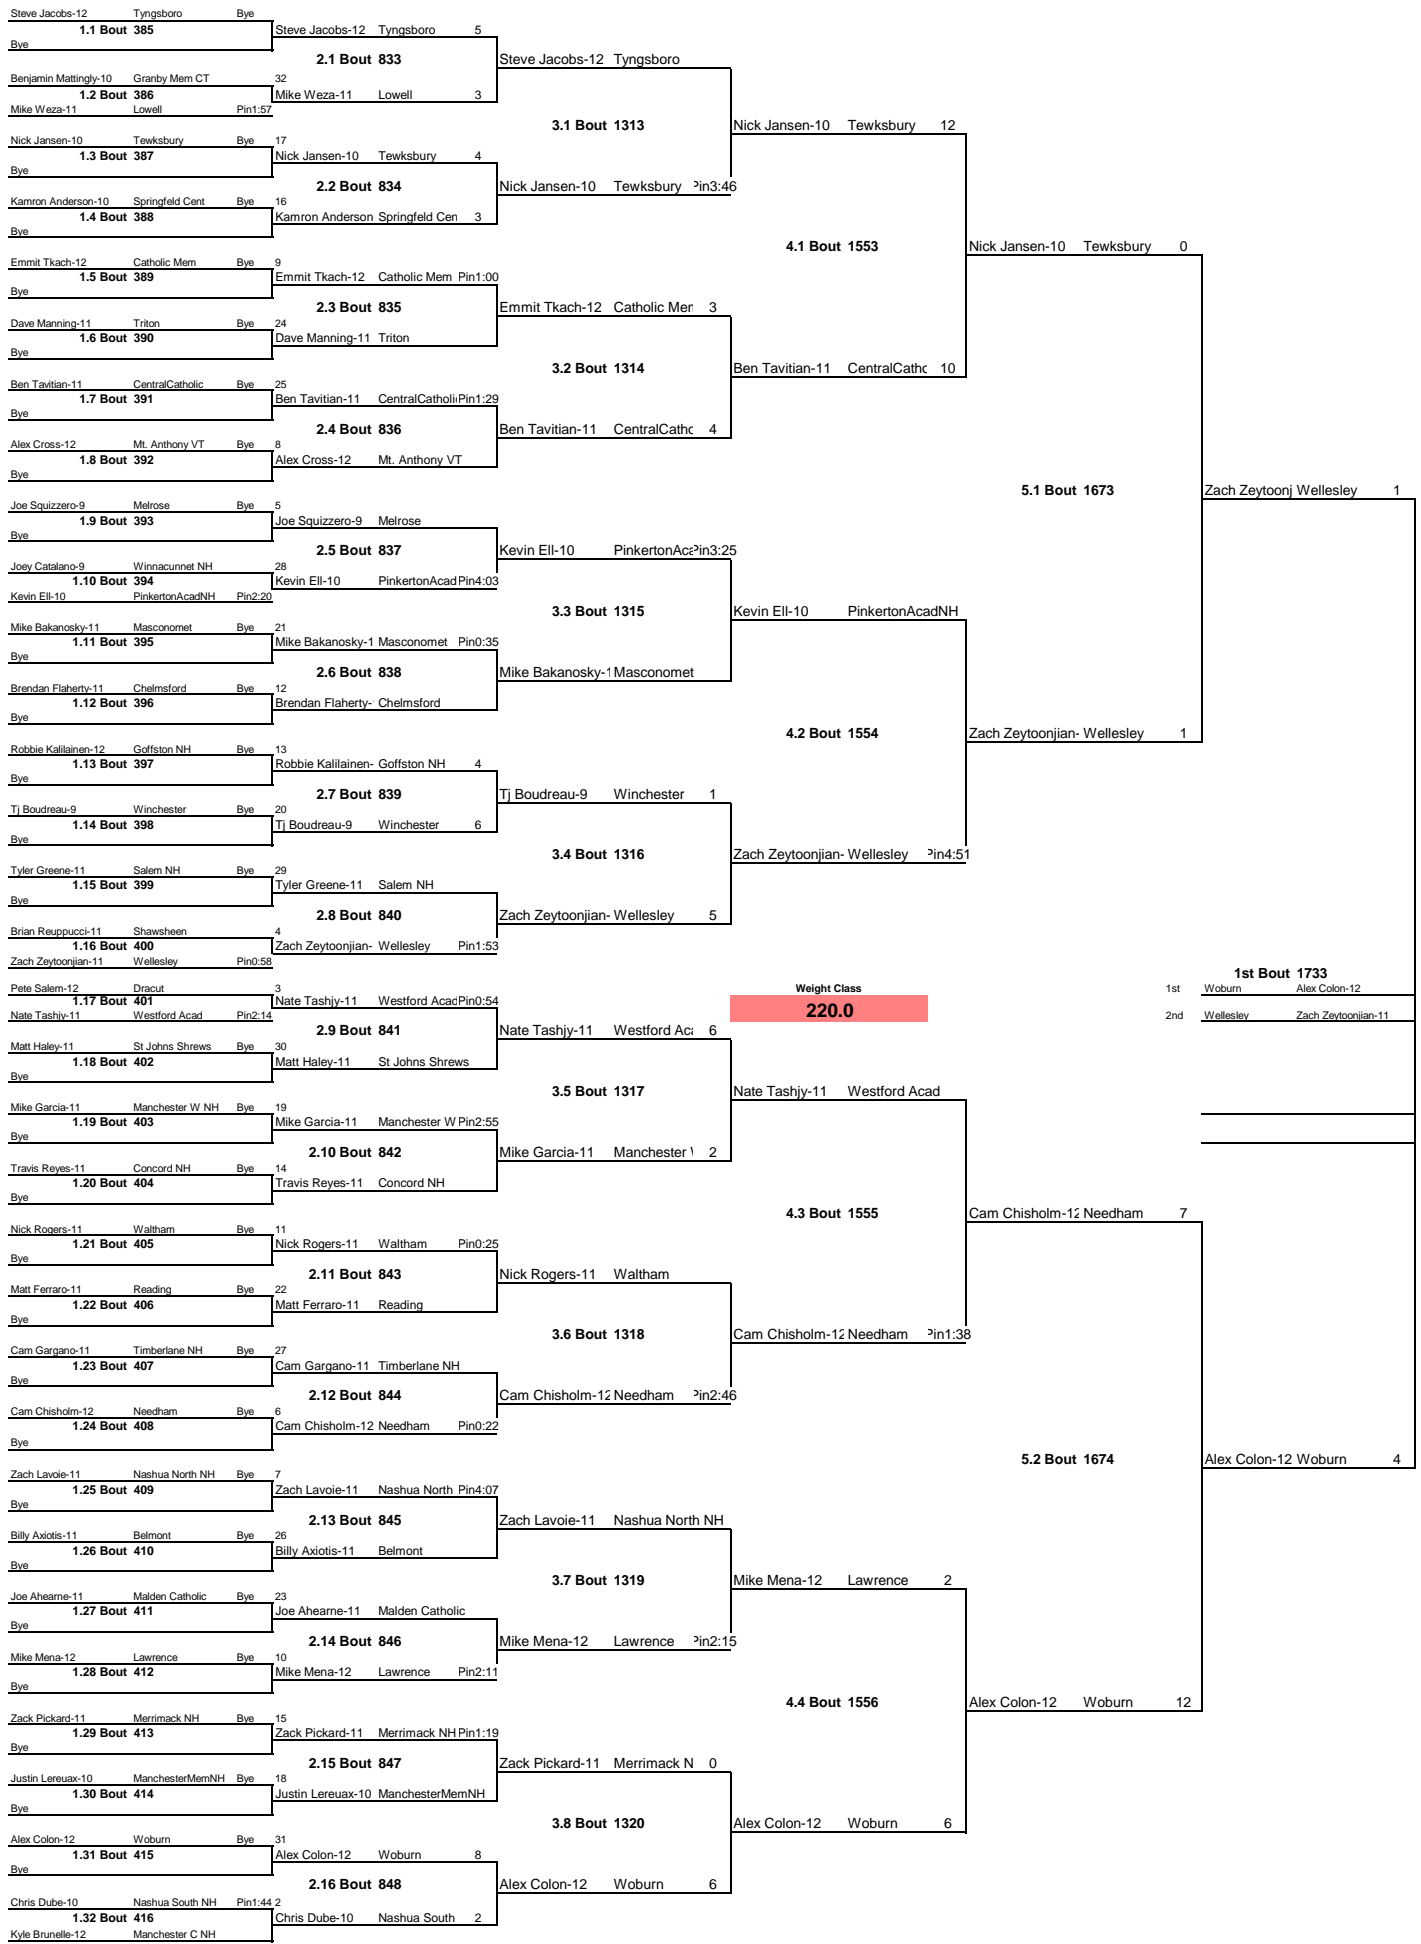 Steve Jacobs-12 Tyngsboro Bye
1.1 Bout 385 Steve Jacobs-12 Tyngsboro 5
Bye
2.1 Bout 833 Steve Jacobs-12 Tyngsboro
Benjamin Mattingly-10 Granby Mem CT 32
1.2 Bout 386 Mike Weza-11 Lowell 3
Mike Weza-11 Lowell Pin1:57
3.1 Bout 1313 Nick Jansen-10 Tewksbury 12
Nick Jansen-10 Tewksbury Bye 17
1.3 Bout 387 Nick Jansen-10 Tewksbury 4
Bye
2.2 Bout 834 Nick Jansen-10 Tewksbury Pin3:46
Kamron Anderson-10 Springfeld Cent Bye 16
1.4 Bout 388 Kamron Anderson Springfeld Cen 3
Bye
4.1 Bout 1553 Nick Jansen-10 Tewksbury 0
Emmit Tkach-12 Catholic Mem Bye 9
1.5 Bout 389 Emmit Tkach-12 Catholic Mem Pin1:00
Bye
2.3 Bout 835 Emmit Tkach-12 Catholic Mem 3
Dave Manning-11 Triton Bye 24
1.6 Bout 390 Dave Manning-11 Triton
Bye
3.2 Bout 1314 Ben Tavitian-11 CentralCathc 10
Ben Tavitian-11 CentralCatholic Bye 25
1.7 Bout 391 Ben Tavitian-11 CentralCatholi Pin1:29
Bye
2.4 Bout 836 Ben Tavitian-11 CentralCathc 4
Alex Cross-12 Mt. Anthony VT Bye 8
1.8 Bout 392 Alex Cross-12 Mt. Anthony VT
Bye
5.1 Bout 1673 Zach Zeytoonj Wellesley 1
Joe Squizzero-9 Melrose Bye 5
1.9 Bout 393 Joe Squizzero-9 Melrose
Bye
2.5 Bout 837 Kevin Ell-10 PinkertonAca Pin3:25
Joey Catalano-9 Winnacunnet NH 28
1.10 Bout 394 Kevin Ell-10 PinkertonAcad Pin4:03
Kevin Ell-10 PinkertonAcadNH Pin2:20
3.3 Bout 1315 Kevin Ell-10 PinkertonAcadNH
Mike Bakanosky-11 Masconomet Bye 21
1.11 Bout 395 Mike Bakanosky-1 Masconomet Pin0:35
Bye
2.6 Bout 838 Mike Bakanosky-1 Masconomet
Brendan Flaherty-11 Chelmsford Bye 12
1.12 Bout 396 Brendan Flaherty- Chelmsford
Bye
4.2 Bout 1554 Zach Zeytoonjian- Wellesley 1
Robbie Kalilainen-12 Goffston NH Bye 13
1.13 Bout 397 Robbie Kalilainen- Goffston NH 4
Bye
2.7 Bout 839 Tj Boudreau-9 Winchester 1
Tj Boudreau-9 Winchester Bye 20
1.14 Bout 398 Tj Boudreau-9 Winchester 6
Bye
3.4 Bout 1316 Zach Zeytoonjian- Wellesley Pin4:51
Tyler Greene-11 Salem NH Bye 29
1.15 Bout 399 Tyler Greene-11 Salem NH
Bye
2.8 Bout 840 Zach Zeytoonjian- Wellesley 5
Brian Reuppucci-11 Shawsheen 4
1.16 Bout 400 Zach Zeytoonjian- Wellesley Pin1:53
Zach Zeytoonjian-11 Wellesley Pin0:58
1st Bout 1733
Pete Salem-12 Dracut 3 Weight Class 1st Woburn Alex Colon-12
1.17 Bout 401 Nate Tashjy-11 Westford Acad Pin0:54
220.0
Nate Tashjy-11 Westford Acad Pin2:14 2nd Wellesley Zach Zeytoonjian-11
2.9 Bout 841 Nate Tashjy-11 Westford Aca 6
Matt Haley-11 St Johns Shrews Bye 30
1.18 Bout 402 Matt Haley-11 St Johns Shrews
Bye
3.5 Bout 1317 Nate Tashjy-11 Westford Acad
Mike Garcia-11 Manchester W NH Bye 19
1.19 Bout 403 Mike Garcia-11 Manchester W Pin2:55
Bye
2.10 Bout 842 Mike Garcia-11 Manchester 2
Travis Reyes-11 Concord NH Bye 14
1.20 Bout 404 Travis Reyes-11 Concord NH
Bye
4.3 Bout 1555 Cam Chisholm-12 Needham 7
Nick Rogers-11 Waltham Bye 11
1.21 Bout 405 Nick Rogers-11 Waltham Pin0:25
Bye
2.11 Bout 843 Nick Rogers-11 Waltham
Matt Ferraro-11 Reading Bye 22
1.22 Bout 406 Matt Ferraro-11 Reading
Bye
3.6 Bout 1318 Cam Chisholm-12 Needham Pin1:38
Cam Gargano-11 Timberlane NH Bye 27
1.23 Bout 407 Cam Gargano-11 Timberlane NH
Bye
2.12 Bout 844 Cam Chisholm-12 Needham Pin2:46
Cam Chisholm-12 Needham Bye 6
1.24 Bout 408 Cam Chisholm-12 Needham Pin0:22
Bye
5.2 Bout 1674 Alex Colon-12 Woburn 4
Zach Lavoie-11 Nashua North NH Bye 7
1.25 Bout 409 Zach Lavoie-11 Nashua North Pin4:07
Bye
2.13 Bout 845 Zach Lavoie-11 Nashua North NH
Billy Axiotis-11 Belmont Bye 26
1.26 Bout 410 Billy Axiotis-11 Belmont
Bye
3.7 Bout 1319 Mike Mena-12 Lawrence 2
Joe Ahearne-11 Malden Catholic Bye 23
1.27 Bout 411 Joe Ahearne-11 Malden Catholic
Bye
2.14 Bout 846 Mike Mena-12 Lawrence Pin2:15
Mike Mena-12 Lawrence Bye 10
1.28 Bout 412 Mike Mena-12 Lawrence Pin2:11
Bye
4.4 Bout 1556 Alex Colon-12 Woburn 12
Zack Pickard-11 Merrimack NH Bye 15
1.29 Bout 413 Zack Pickard-11 Merrimack NH Pin1:19
Bye
2.15 Bout 847 Zack Pickard-11 Merrimack N 0
Justin Lereuax-10 ManchesterMemNH Bye 18
1.30 Bout 414 Justin Lereuax-10 ManchesterMemNH
Bye
3.8 Bout 1320 Alex Colon-12 Woburn 6
Alex Colon-12 Woburn Bye 31
1.31 Bout 415 Alex Colon-12 Woburn 8
Bye
2.16 Bout 848 Alex Colon-12 Woburn 6
Chris Dube-10 Nashua South NH Pin1:44 2
1.32 Bout 416 Chris Dube-10 Nashua South 2
Kyle Brunelle-12 Manchester C NH